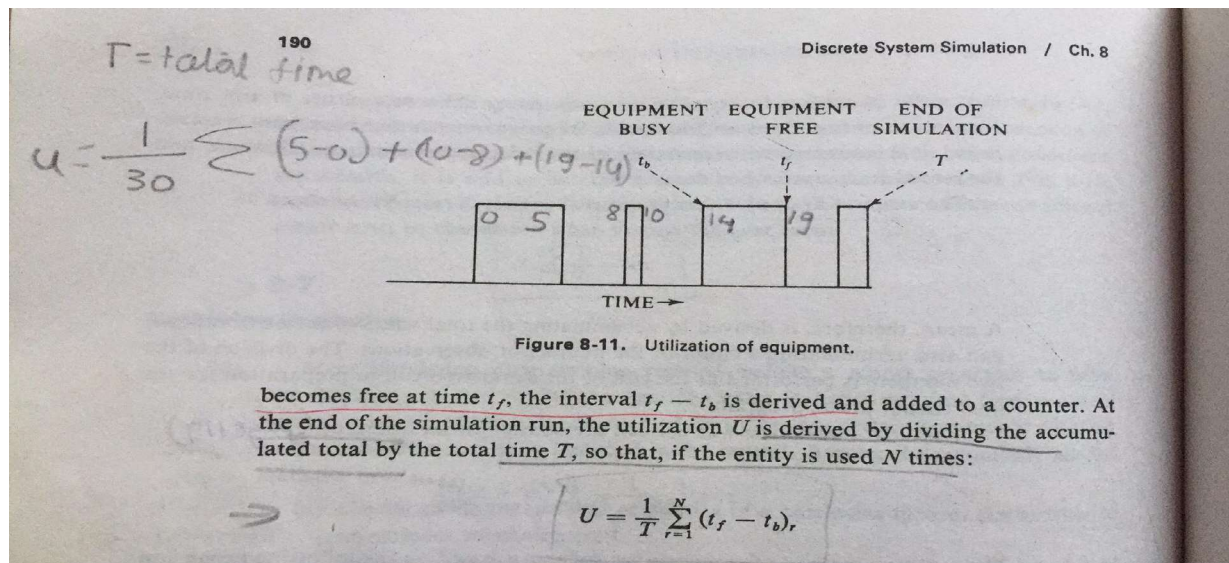 190
Discrete System Simulation / Ch. 8
T = talal time
u = 1/30 Σ (5-0) + (10-8) + (19-14)
EQUIPMENT BUSY
EQUIPMENT FREE
END OF SIMULATION
t_b
t_f
T
0 5 8 10 14 19
TIME→
Figure 8-11. Utilization of equipment.
becomes free at time t_f, the interval t_f — t_b is derived and added to a counter. At
the end of the simulation run, the utilization U is derived by dividing the accumu-
lated total by the total time T, so that, if the entity is used N times:
→ U = 1/T Σ_{r=1}^{N} (t_f — t_b)_r